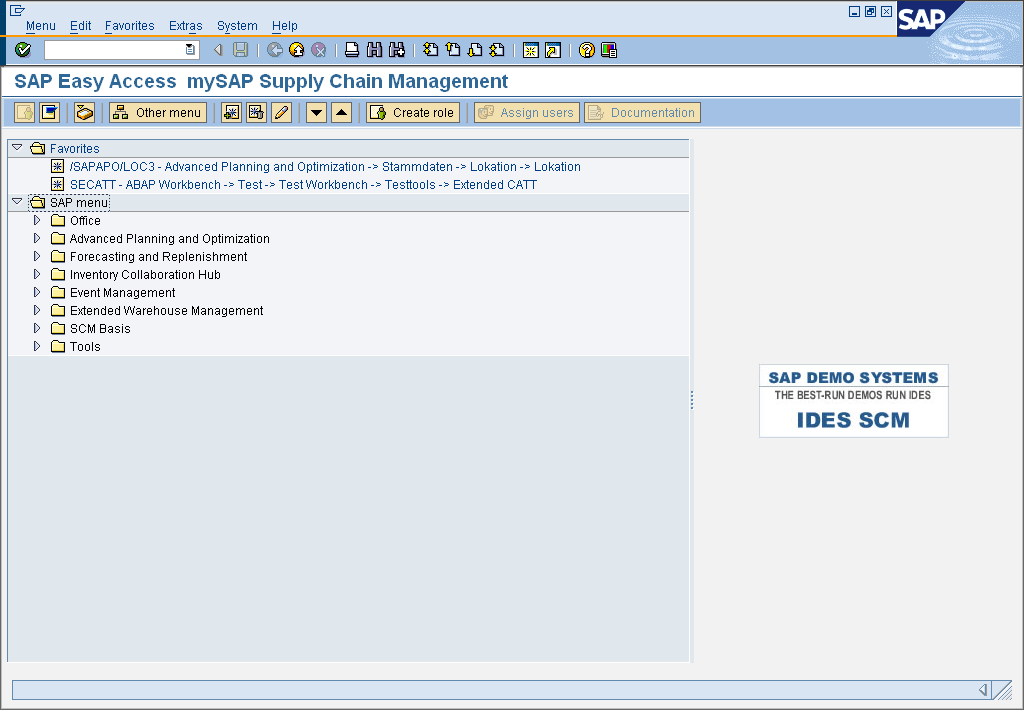 Menu Edit Favorites Extras System Help
SAP
SAP Easy Access mySAP Supply Chain Management
Other menu Create role Assign users Documentation
Favorites
/SAPAPO/LOC3 - Advanced Planning and Optimization -> Stammdaten -> Lokation -> Lokation
SECATT - ABAP Workbench -> Test -> Test Workbench -> Testtools -> Extended CATT
SAP menu
Office
Advanced Planning and Optimization
Forecasting and Replenishment
Inventory Collaboration Hub
Event Management
Extended Warehouse Management
SCM Basis
Tools
SAP DEMO SYSTEMS
THE BEST-RUN DEMOS RUN IDES
IDES SCM